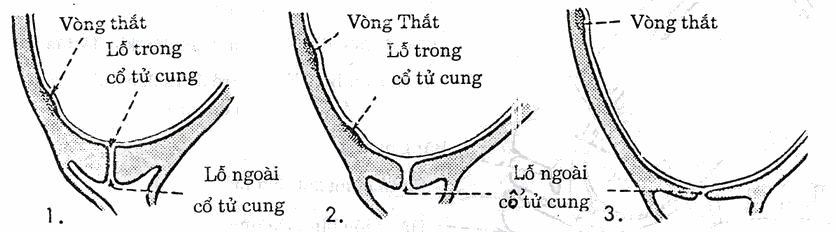 Vòng thắt
Lỗ trong
cổ tử cung
Lỗ ngoài
cổ tử cung
1.
Vòng Thắt
Lỗ trong
cổ tử cung
2.
Lỗ ngoài
cổ tử cung
Vòng thắt
3.